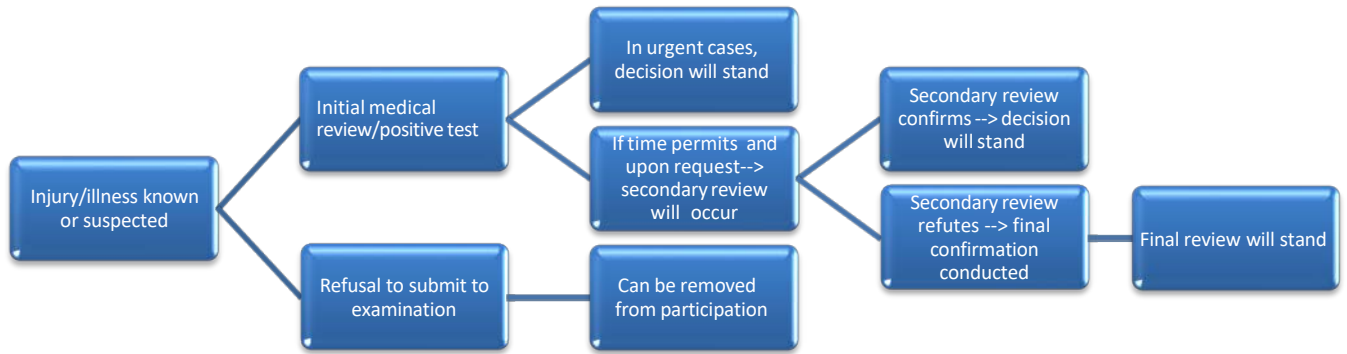 Injury/illness known
or suspected
Initial medical
review/positive test
Refusal to submit to
examination
In urgent cases,
decision will stand
If time permits and
upon request-->
secondary review
will occur
Can be removed
from participation
Secondary review
confirms --> decision
will stand
Secondary review
refutes --> final
confirmation
conducted
Final review will stand